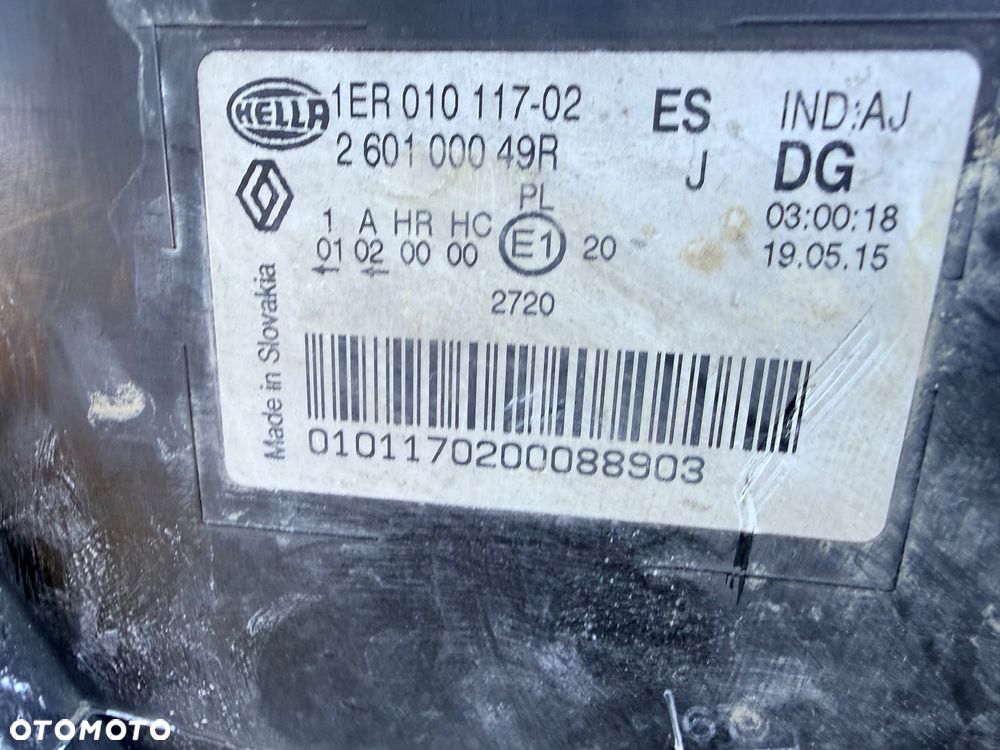 HELLA 1ER 010 117-02 ES IND:AJ
2 601 000 49R J DG
PL 03:00:18
1 A HR HC E1 20 19.05.15
01 02 00 00
2720
Made in Slovakia
0101170200088903
OTOMOTO